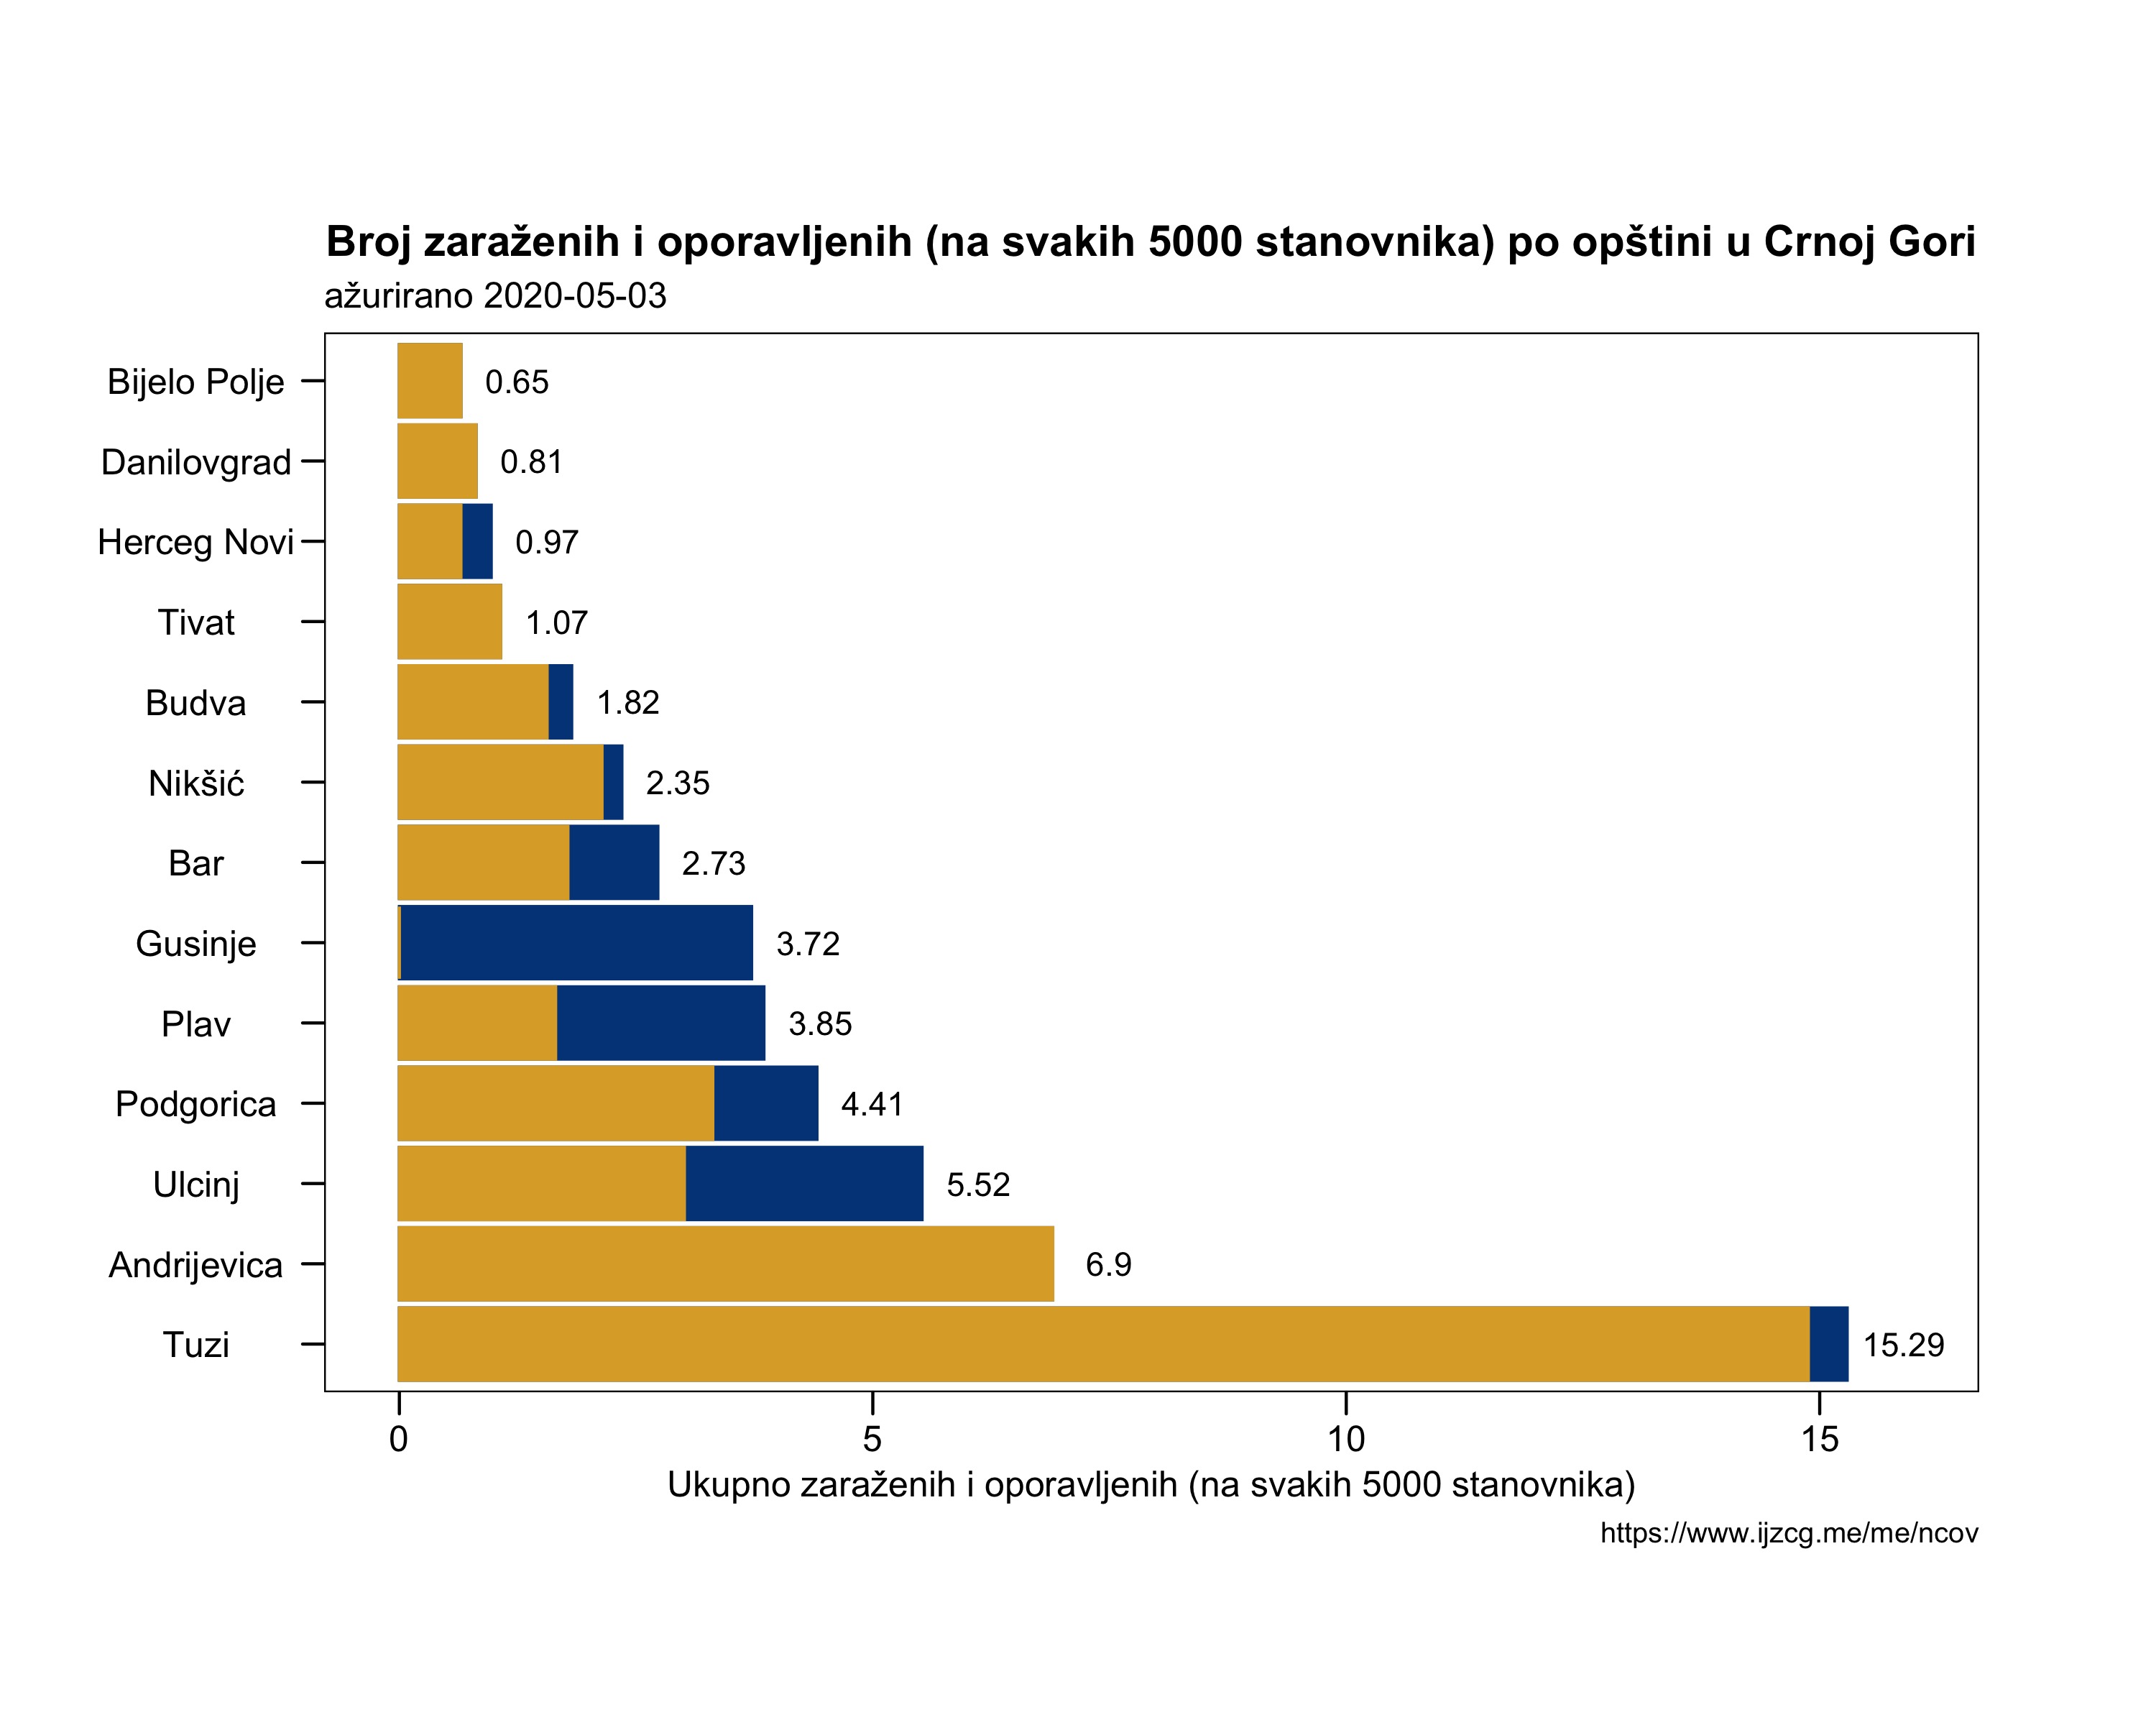 Broj zaraženih i oporavljenih (na svakih 5000 stanovnika) po opštini u Crnoj Gori
ažurirano 2020-05-03
Bijelo Polje 0.65
Danilovgrad 0.81
Herceg Novi 0.97
Tivat 1.07
Budva 1.82
Nikšić 2.35
Bar 2.73
Gusinje 3.72
Plav 3.85
Podgorica 4.41
Ulcinj 5.52
Andrijevica 6.9
Tuzi 15.29
0 5 10 15
Ukupno zaraženih i oporavljenih (na svakih 5000 stanovnika)
https://www.ijzcg.me/me/ncov